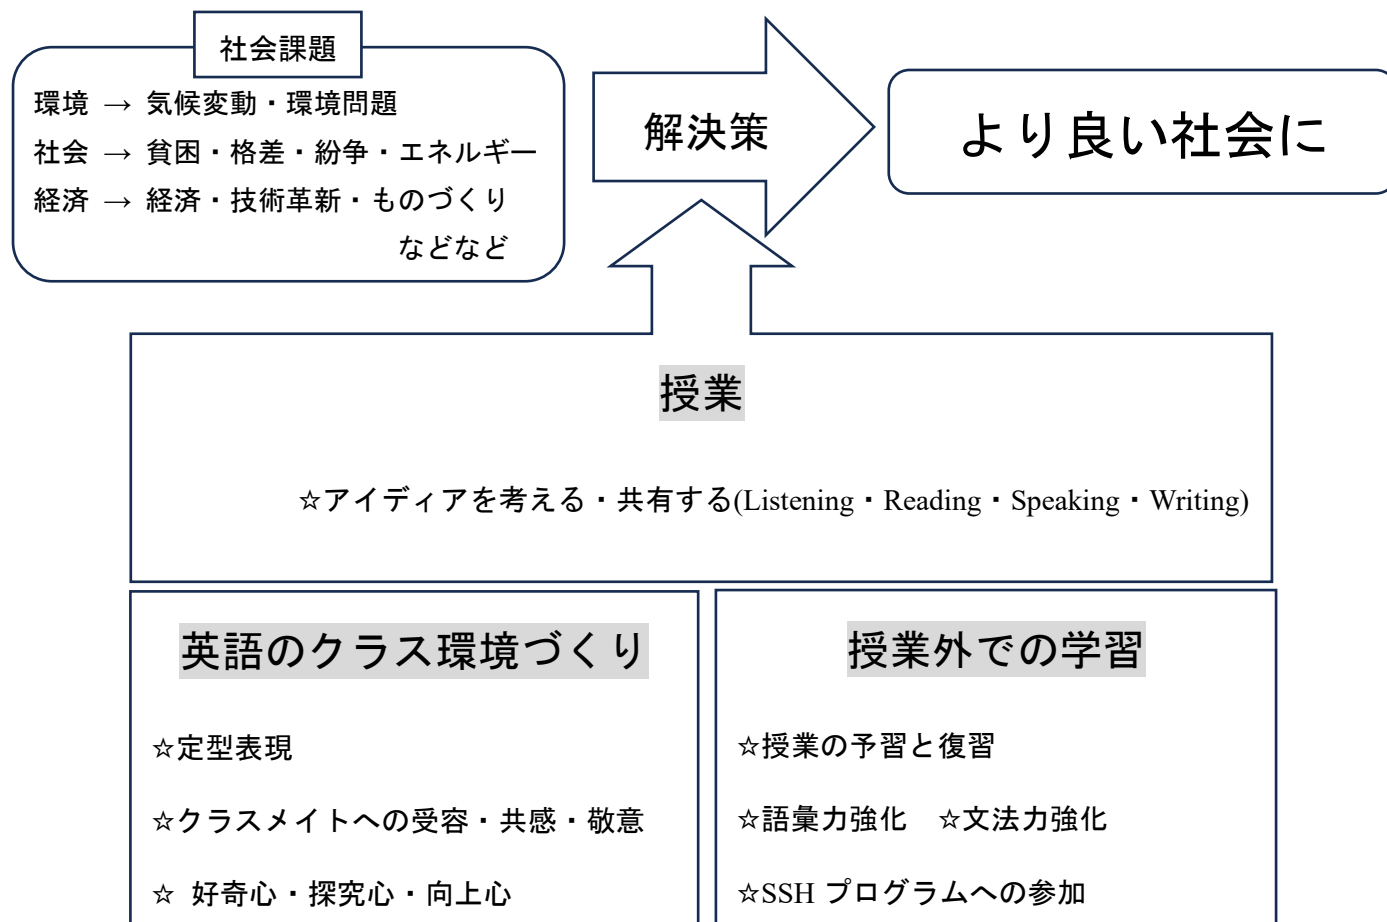 社会課題
環境 → 気候変動・環境問題
社会 → 貧困・格差・紛争・エネルギー
経済 → 経済・技術革新・ものづくり
などなど
解決策
より良い社会に
授業
☆アイディアを考える・共有する(Listening・Reading・Speaking・Writing)
英語のクラス環境づくり
☆定型表現
☆クラスメイトへの受容・共感・敬意
☆ 好奇心・探究心・向上心
授業外での学習
☆授業の予習と復習
☆語彙力強化　☆文法力強化
☆SSH プログラムへの参加